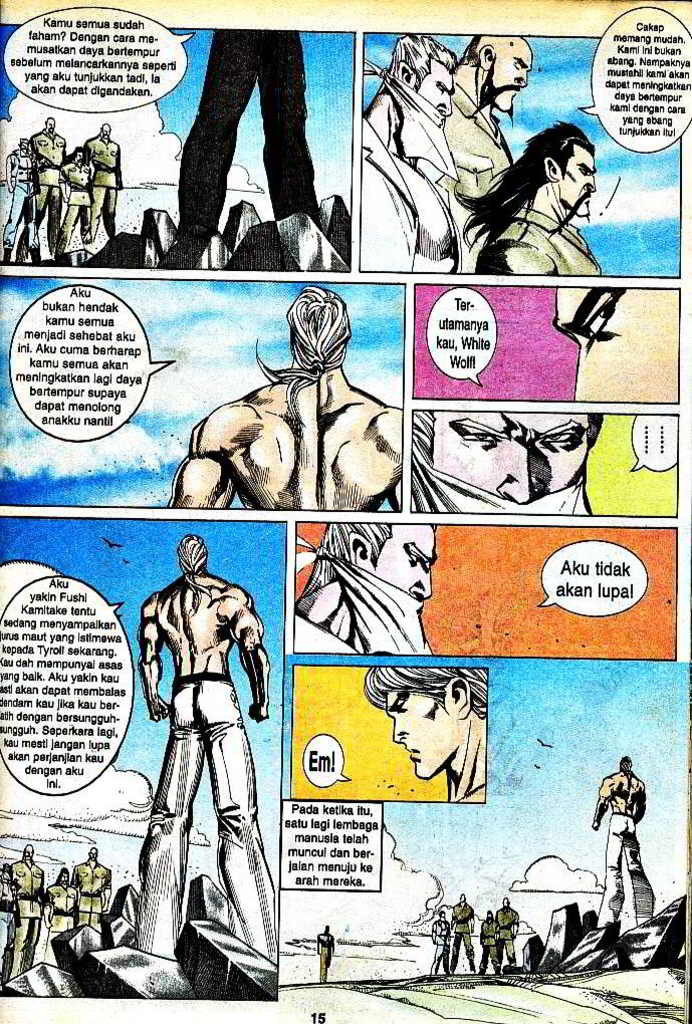 Kamu semua sudah
faham? Dengan cara me-
musatkan daya bertempur
sebelum melancarkannya seperti
yang aku tunjukkan tadi, ia
akan dapat digandakan.
Cakap
memang mudah.
Kami ini bukan
abang. Nampaknya
mustahil kami akan
dapat meningkatkan
daya bertempur
kami dengan cara
yang abang
tunjukkan itu!
Aku
bukan hendak
kamu semua
menjadi sehebat aku
ini. Aku cuma berharap
kamu semua akan
meningkatkan lagi daya
bertempur supaya
dapat menolong
anakku nanti!
Ter-
utamanya
kau, White
Wolf!
Aku
yakin Fushi
Kamitake tentu
sedang menyampaikan
jurus maut yang istimewa
kepada Tyroll sekarang.
Kau dah mempunyai asas
yang baik. Aku yakin kau
asti akan dapat membalas
dendam kau jika kau ber-
latih dengan bersungguh-
sungguh. Seperkara lagi,
kau mesti jangan lupa
akan perjanjian kau
dengan aku
ini.
Aku tidak
akan lupa!
Em!
Pada ketika itu,
satu lagi lembaga
manusia telah
muncul dan ber-
jalan menuju ke
arah mereka.
15